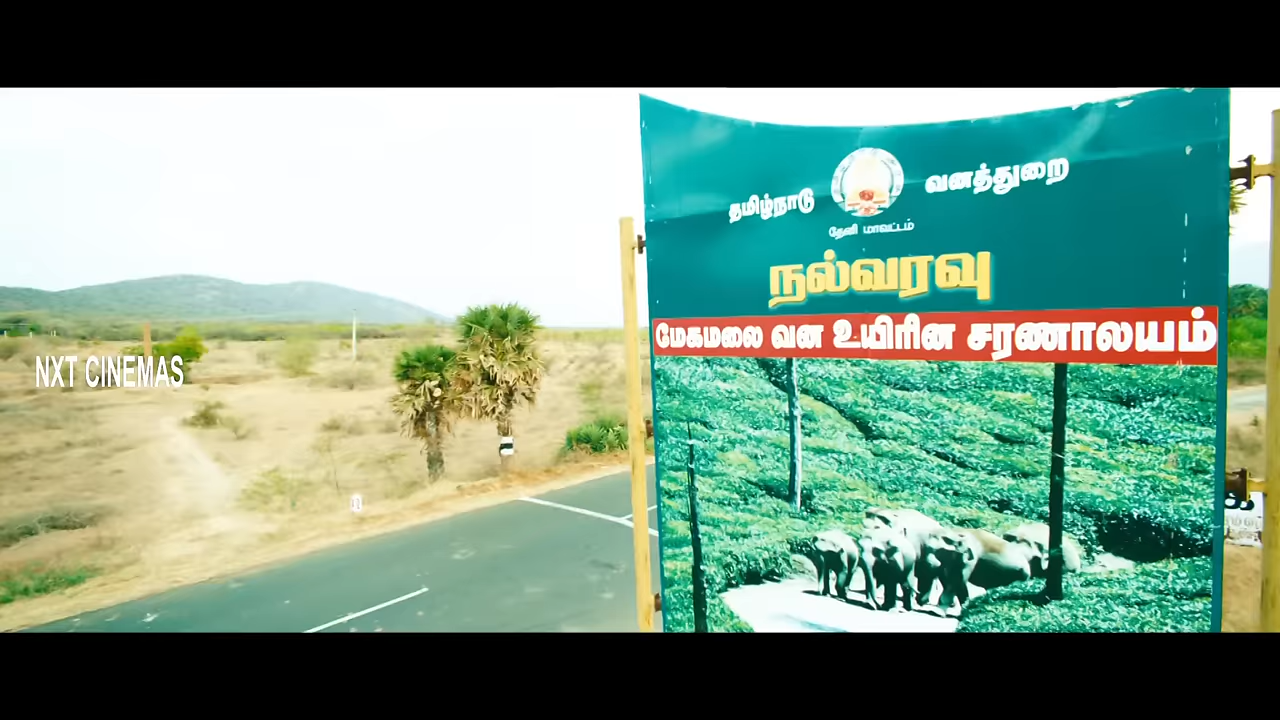 தமிழ்நாடு வனத்துறை
தேனி மாவட்டம்
நல்வரவு
மேகமலை வன உயிரின சரணாலயம்
NXT CINEMAS